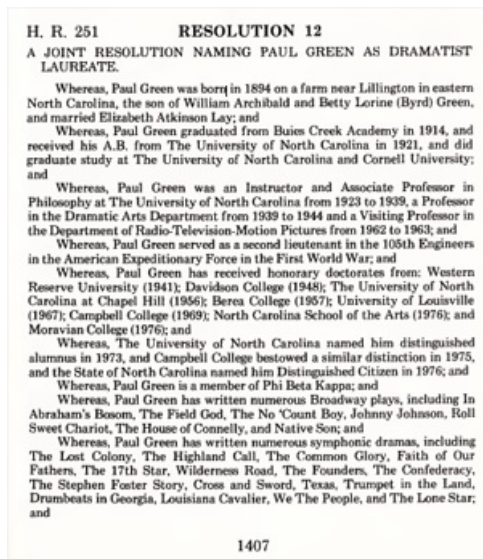 H. R. 251 RESOLUTION 12
A JOINT RESOLUTION NAMING PAUL GREEN AS DRAMATIST
LAUREATE.
Whereas, Paul Green was born in 1894 on a farm near Lillington in eastern
North Carolina, the son of William Archibald and Betty Lorine (Byrd) Green,
and married Elizabeth Atkinson Lay; and
Whereas, Paul Green graduated from Buies Creek Academy in 1914, and
received his A.B. from The University of North Carolina in 1921, and did
graduate study at The University of North Carolina and Cornell University;
and
Whereas, Paul Green was an Instructor and Associate Professor in
Philosophy at The University of North Carolina from 1923 to 1939, a Professor
in the Dramatic Arts Department from 1939 to 1944 and a Visiting Professor in
the Department of Radio-Television-Motion Pictures from 1962 to 1963; and
Whereas, Paul Green served as a second lieutenant in the 105th Engineers
in the American Expeditionary Force in the First World War; and
Whereas, Paul Green has received honorary doctorates from: Western
Reserve University (1941); Davidson College (1948); The University of North
Carolina at Chapel Hill (1956); Berea College (1957); University of Louisville
(1967); Campbell College (1969); North Carolina School of the Arts (1976); and
Moravian College (1976); and
Whereas, The University of North Carolina named him distinguished
alumnus in 1973, and Campbell College bestowed a similar distinction in 1975,
and the State of North Carolina named him Distinguished Citizen in 1976; and
Whereas, Paul Green is a member of Phi Beta Kappa; and
Whereas, Paul Green has written numerous Broadway plays, including In
Abraham's Bosom, The Field God, The No 'Count Boy, Johnny Johnson, Roll
Sweet Chariot, The House of Connelly, and Native Son; and
Whereas, Paul Green has written numerous symphonic dramas, including
The Lost Colony, The Highland Call, The Common Glory, Faith of Our
Fathers, The 17th Star, Wilderness Road, The Founders, The Confederacy,
The Stephen Foster Story, Cross and Sword, Texas, Trumpet in the Land,
Drumbeats in Georgia, Louisiana Cavalier, We The People, and The Lone Star;
and
1407